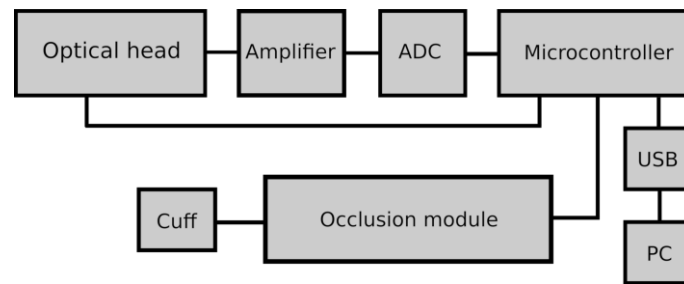 Optical head
Amplifier
ADC
Microcontroller
USB
Cuff
Occlusion module
PC